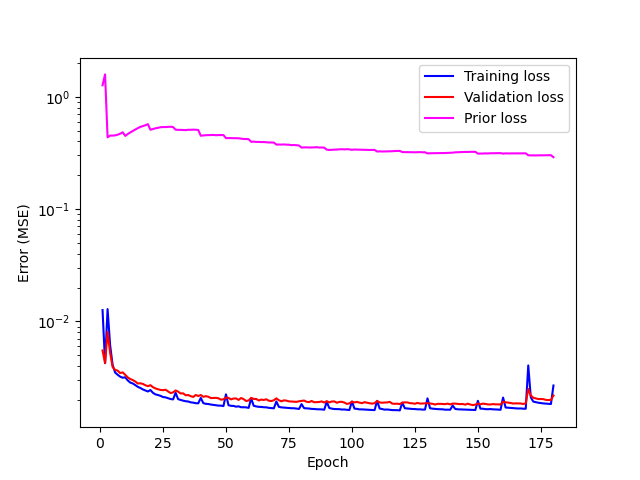 Training loss
Validation loss
Prior loss
10⁰
10⁻¹
10⁻²
Error (MSE)
0 25 50 75 100 125 150 175
Epoch